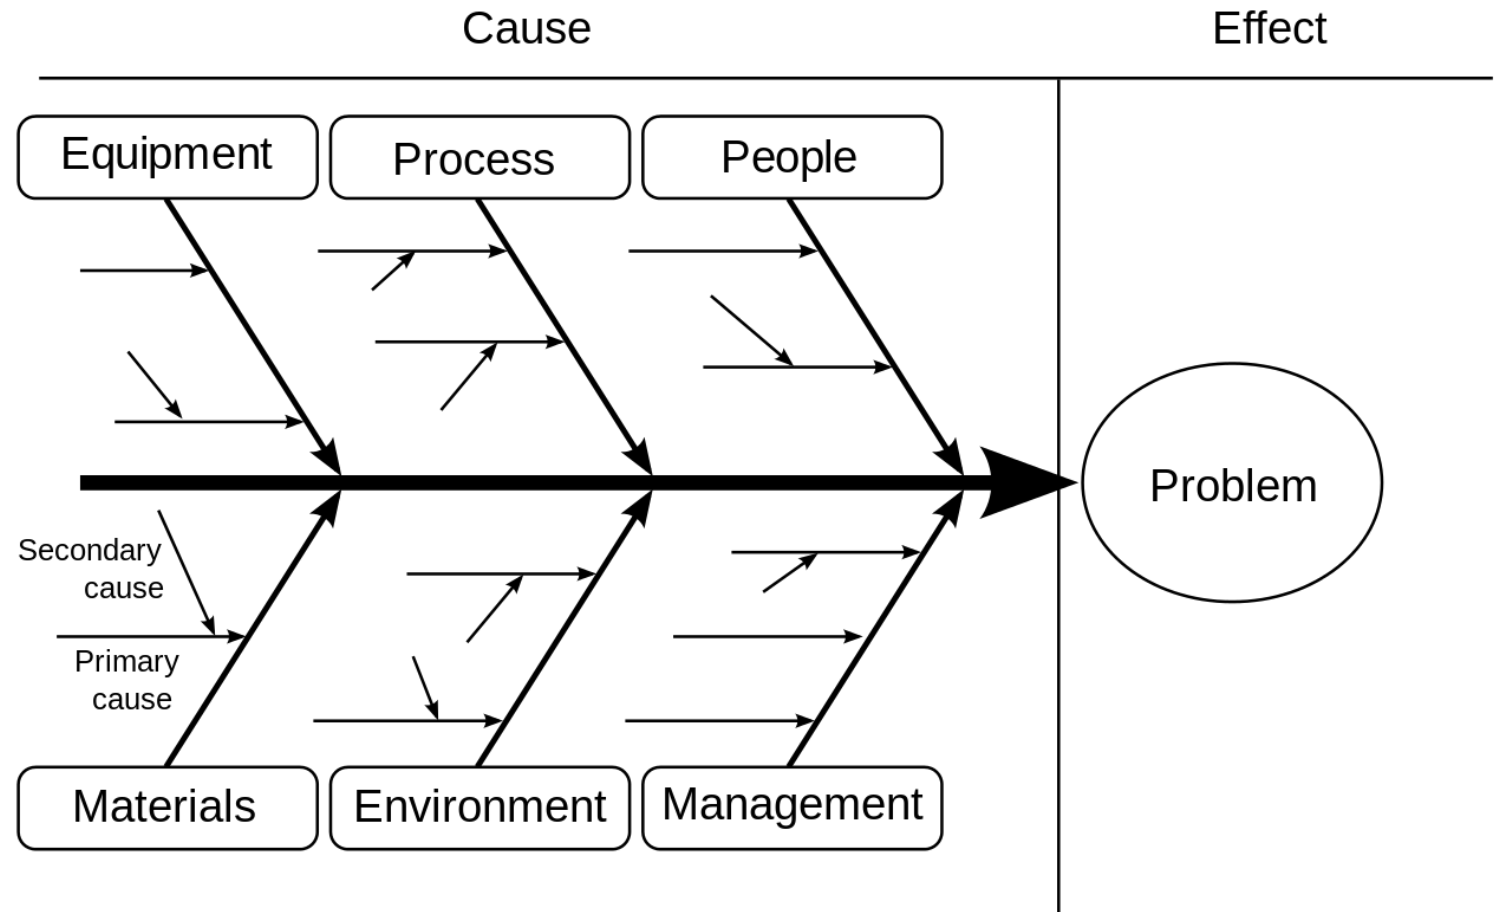 Cause
Effect
Equipment
Process
People
Problem
Secondary
cause
Primary
cause
Materials
Environment
Management